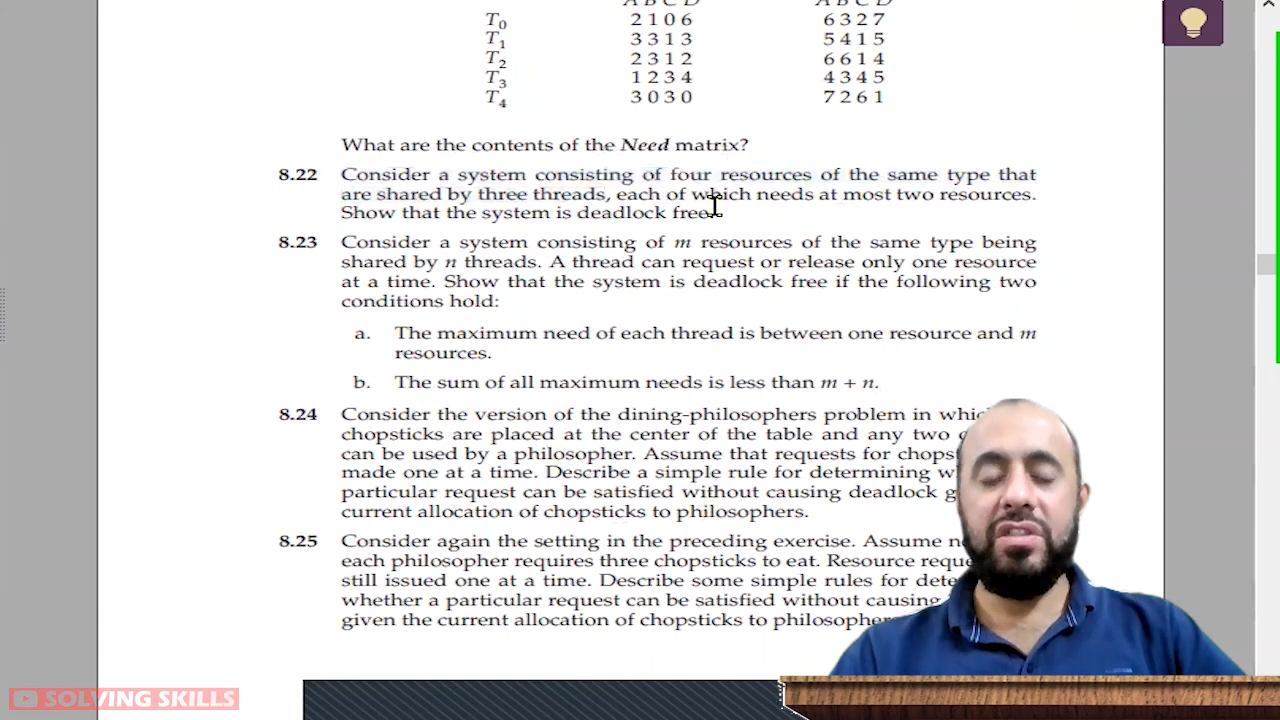 A B C D A B C D
T0 2 1 0 6 6 3 2 7
T1 3 3 1 3 5 4 1 5
T2 2 3 1 2 6 6 1 4
T3 1 2 3 4 4 3 4 5
T4 3 0 3 0 7 2 6 1
What are the contents of the Need matrix?
8.22 Consider a system consisting of four resources of the same type that
are shared by three threads, each of which needs at most two resources.
Show that the system is deadlock free.
8.23 Consider a system consisting of m resources of the same type being
shared by n threads. A thread can request or release only one resource
at a time. Show that the system is deadlock free if the following two
conditions hold:
a. The maximum need of each thread is between one resource and m
resources.
b. The sum of all maximum needs is less than m + n.
8.24 Consider the version of the dining-philosophers problem in which
chopsticks are placed at the center of the table and any two
can be used by a philosopher. Assume that requests for
made one at a time. Describe a simple rule for determining
particular request can be satisfied without causing deadlock
current allocation of chopsticks to philosophers.
8.25 Consider again the setting in the preceding exercise. Assume
each philosopher requires three chopsticks to eat. Resource
still issued one at a time. Describe some simple rules for
whether a particular request can be satisfied without causing
given the current allocation of chopsticks to
SOLVING SKILLS